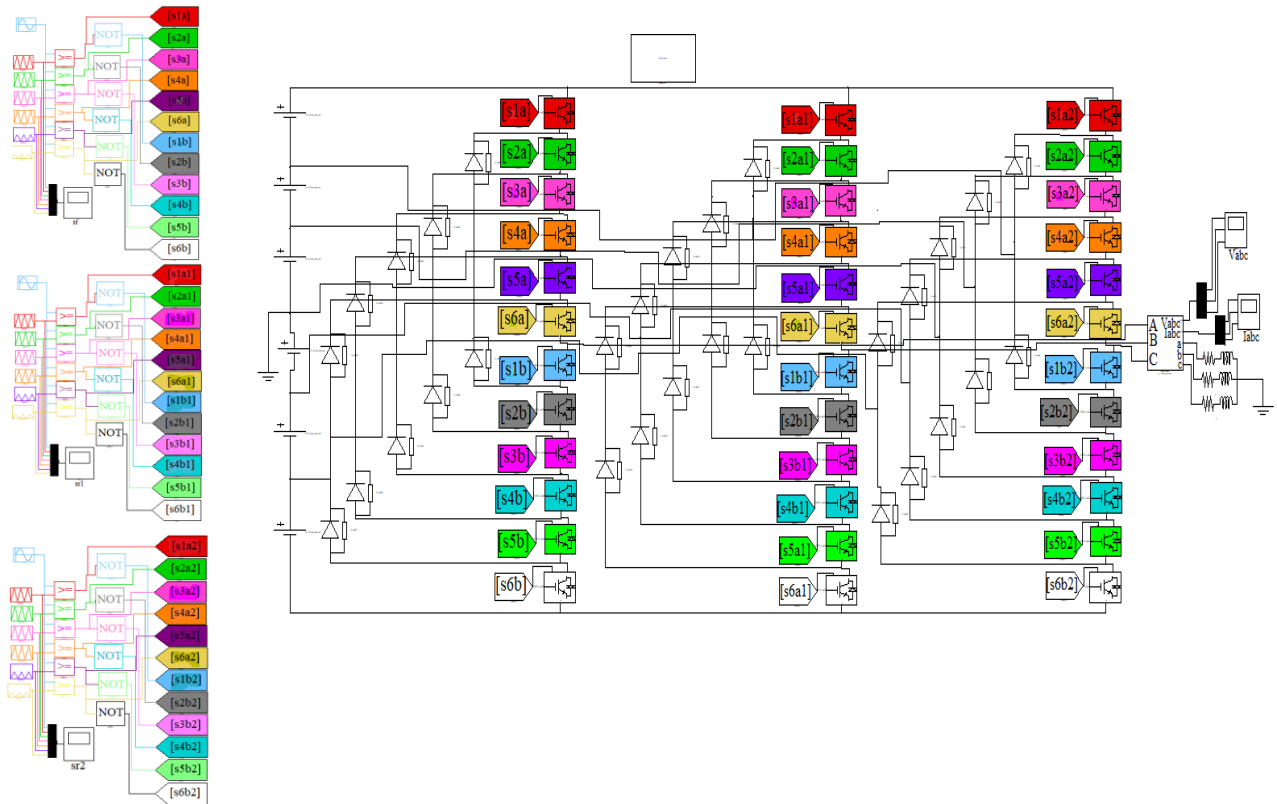 [s1a]
[s2a]
[s3a]
[s4a]
[s5a]
[s6a]
[s1b]
[s2b]
[s3b]
[s4b]
[s5b]
[s6b]
>=
>=
>=
>=
>=
>=
NOT
NOT
NOT
NOT
NOT
NOT
sr
[s1a1]
[s2a1]
[s3a1]
[s4a1]
[s5a1]
[s6a1]
[s1b1]
[s2b1]
[s3b1]
[s4b1]
[s5b1]
[s6b1]
>=
>=
>=
>=
>=
>=
NOT
NOT
NOT
NOT
NOT
NOT
sr1
[s1a2]
[s2a2]
[s3a2]
[s4a2]
[s5a2]
[s6a2]
[s1b2]
[s2b2]
[s3b2]
[s4b2]
[s5b2]
[s6b2]
>=
>=
>=
>=
>=
>=
NOT
NOT
NOT
NOT
NOT
NOT
sr2
[s1a]
[s2a]
[s3a]
[s4a]
[s5a]
[s6a]
[s1b]
[s2b]
[s3b]
[s4b]
[s5b]
[s6b]
[s1a1]
[s2a1]
[s3a1]
[s4a1]
[s5a1]
[s6a1]
[s1b1]
[s2b1]
[s3b1]
[s4b1]
[s5a1]
[s6a1]
[s1a2]
[s2a2]
[s3a2]
[s4a2]
[s5a2]
[s6a2]
[s1b2]
[s2b2]
[s3b2]
[s4b2]
[s5b2]
[s6b2]
A
B
C
Vabc
Iabc
a
b
c
Vabc
Iabc